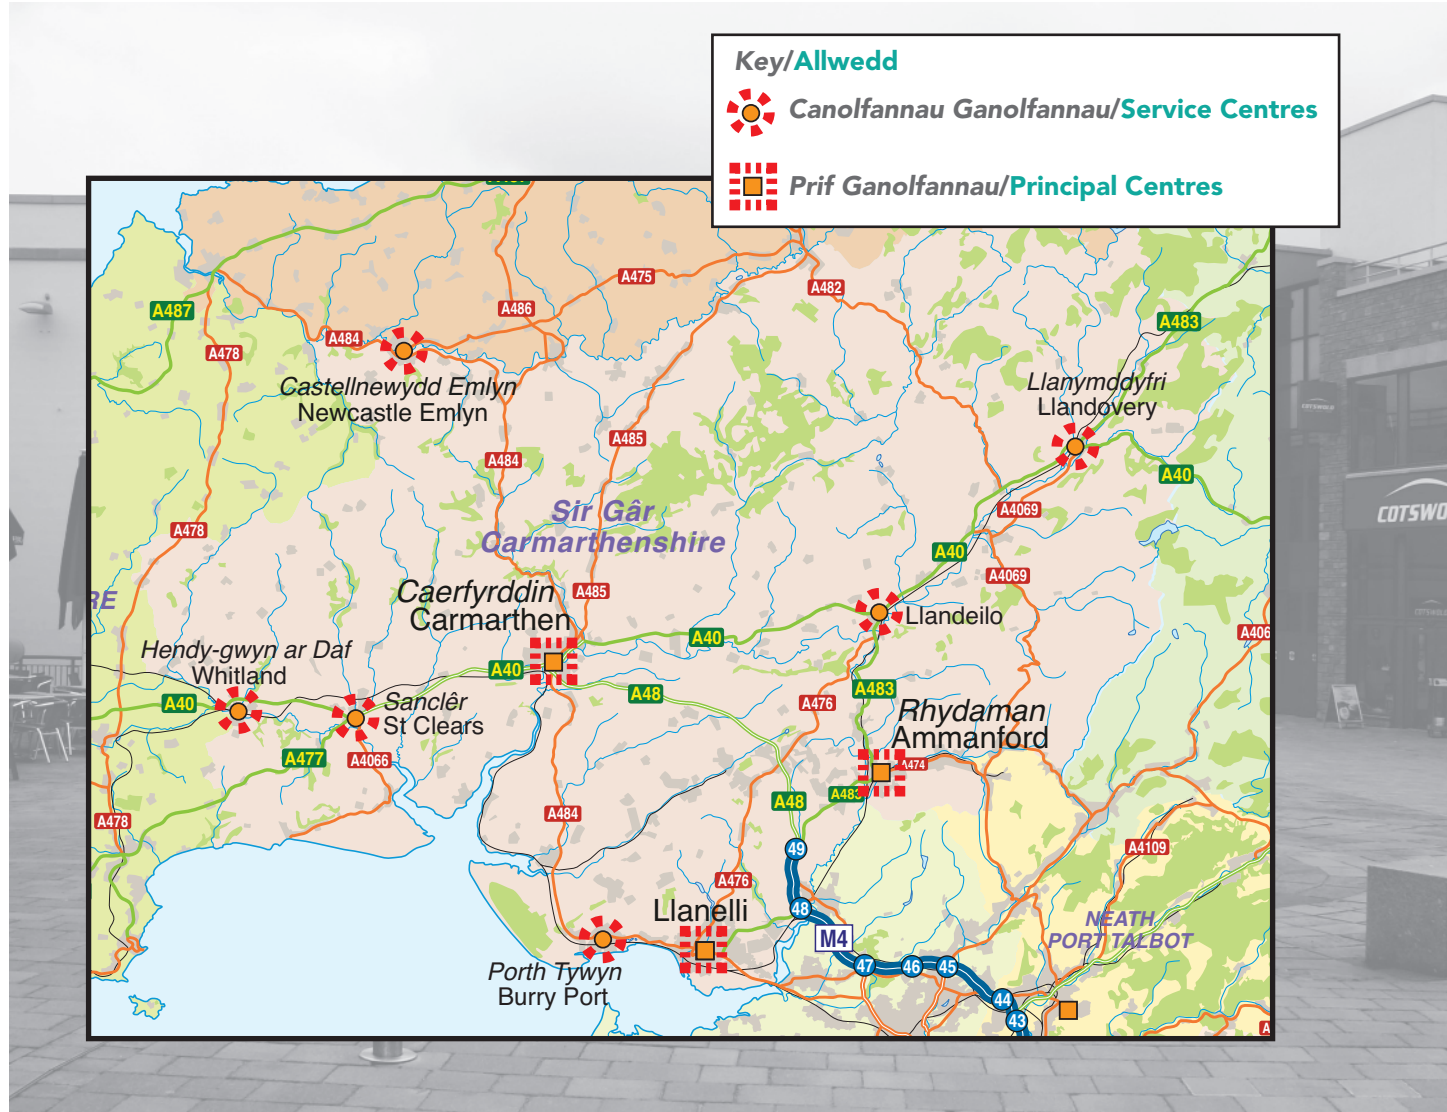 Key/Allwedd
Canolfannau Ganolfannau/Service Centres
Prif Ganolfannau/Principal Centres
A475
A482
A487
A486
A483
A484
A478
Castellnewydd Emlyn
Newcastle Emlyn
Llanymddyfri
Llandovery
A485
A484
A40
A4069
Sir Gâr
Carmarthenshire
A478
A40
A4069
Caerfyrddin
Carmarthen
A485
RE
Llandeilo
A406
A40
Hendy-gwyn ar Daf
Whitland
A40
A48
A483
A40
Sanclêr
St Clears
A476
Rhydaman
Ammanford
A477
A4066
A474
A48
A483
A484
A478
49
A4109
A476
Llanelli
48
M4
NEATH
PORT TALBOT
47
46
45
Porth Tywyn
Burry Port
44
43
A
COTSWO